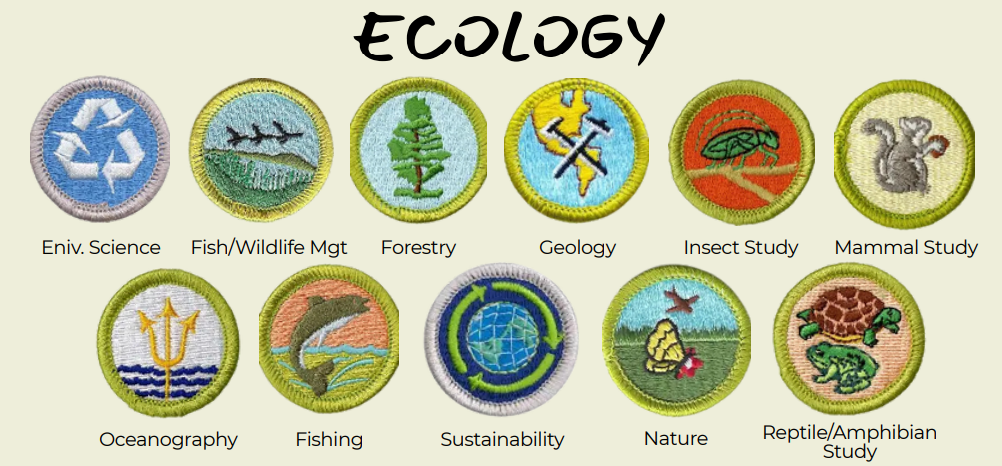 ECOLOGY
Eniv. Science
Fish/Wildlife Mgt
Forestry
Geology
Insect Study
Mammal Study
Oceanography
Fishing
Sustainability
Nature
Reptile/Amphibian
Study